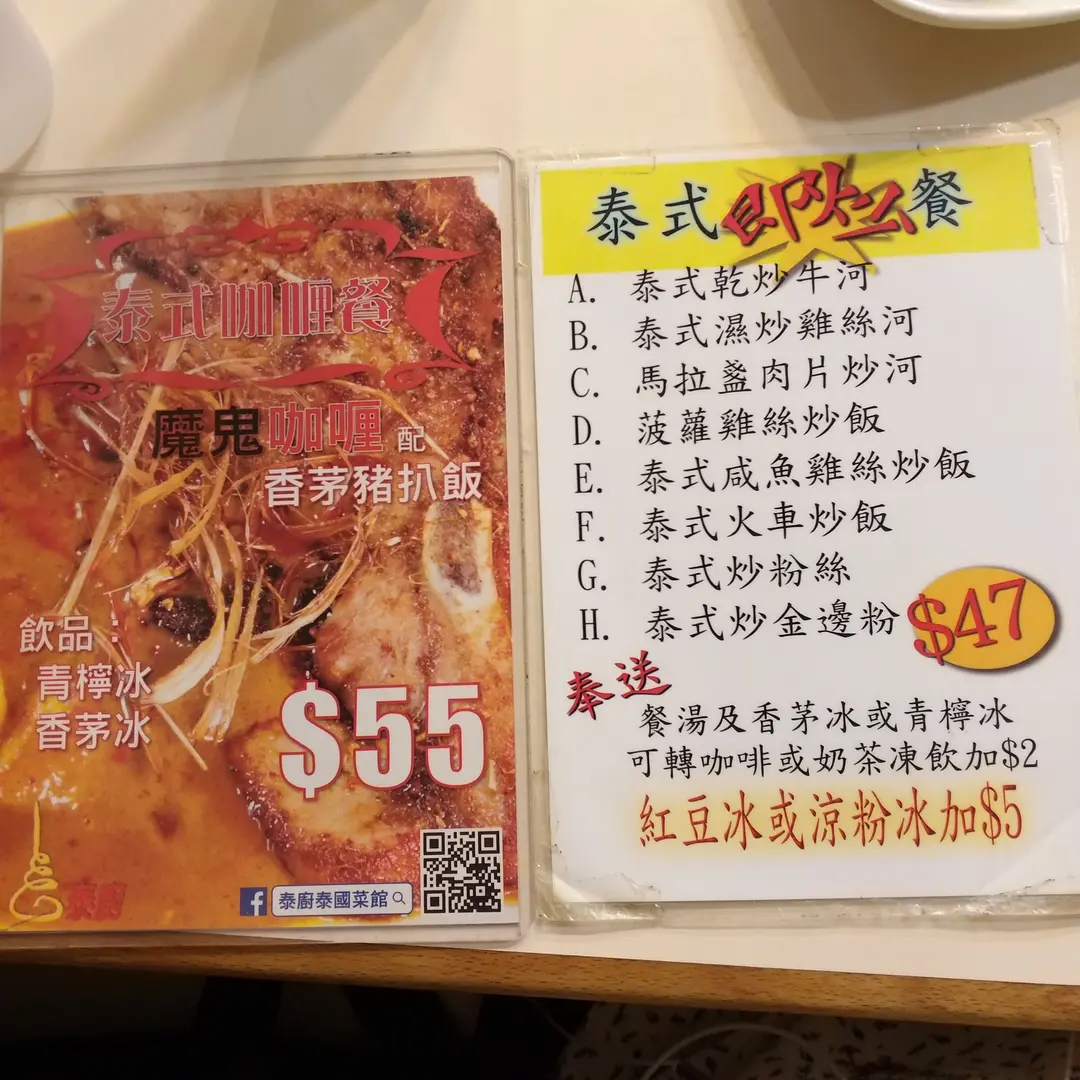 泰式咖喱餐
魔鬼咖喱配
香茅豬扒飯
飲品：
青檸冰
香茅冰
$55
泰廚
泰廚泰國菜館
泰式即炒餐
A. 泰式乾炒牛河
B. 泰式濕炒雞絲河
C. 馬拉盞肉片炒河
D. 菠蘿雞絲炒飯
E. 泰式咸魚雞絲炒飯
F. 泰式火車炒飯
G. 泰式炒粉絲
H. 泰式炒金邊粉
$47
奉送
餐湯及香茅冰或青檸冰
可轉咖啡或奶茶凍飲加$2
紅豆冰或涼粉冰加$5